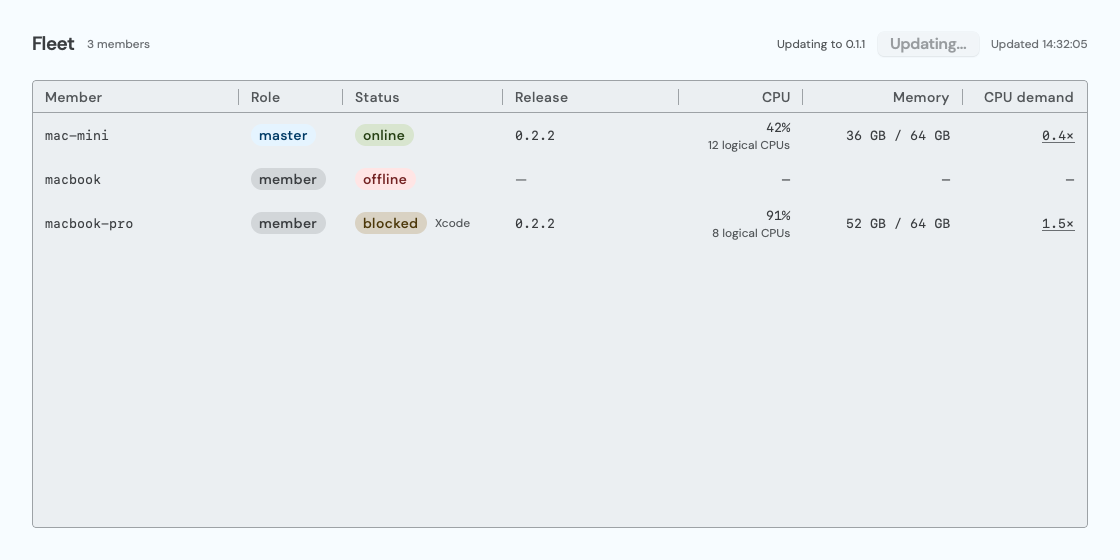 Fleet 3 members Updating to 0.1.1 Updating... Updated 14:32:05
Member Role Status Release CPU Memory CPU demand
mac-mini master online 0.2.2 42% 36 GB / 64 GB 0.4×
12 logical CPUs
macbook member offline — — — —
macbook-pro member blocked Xcode 0.2.2 91% 52 GB / 64 GB 1.5×
8 logical CPUs